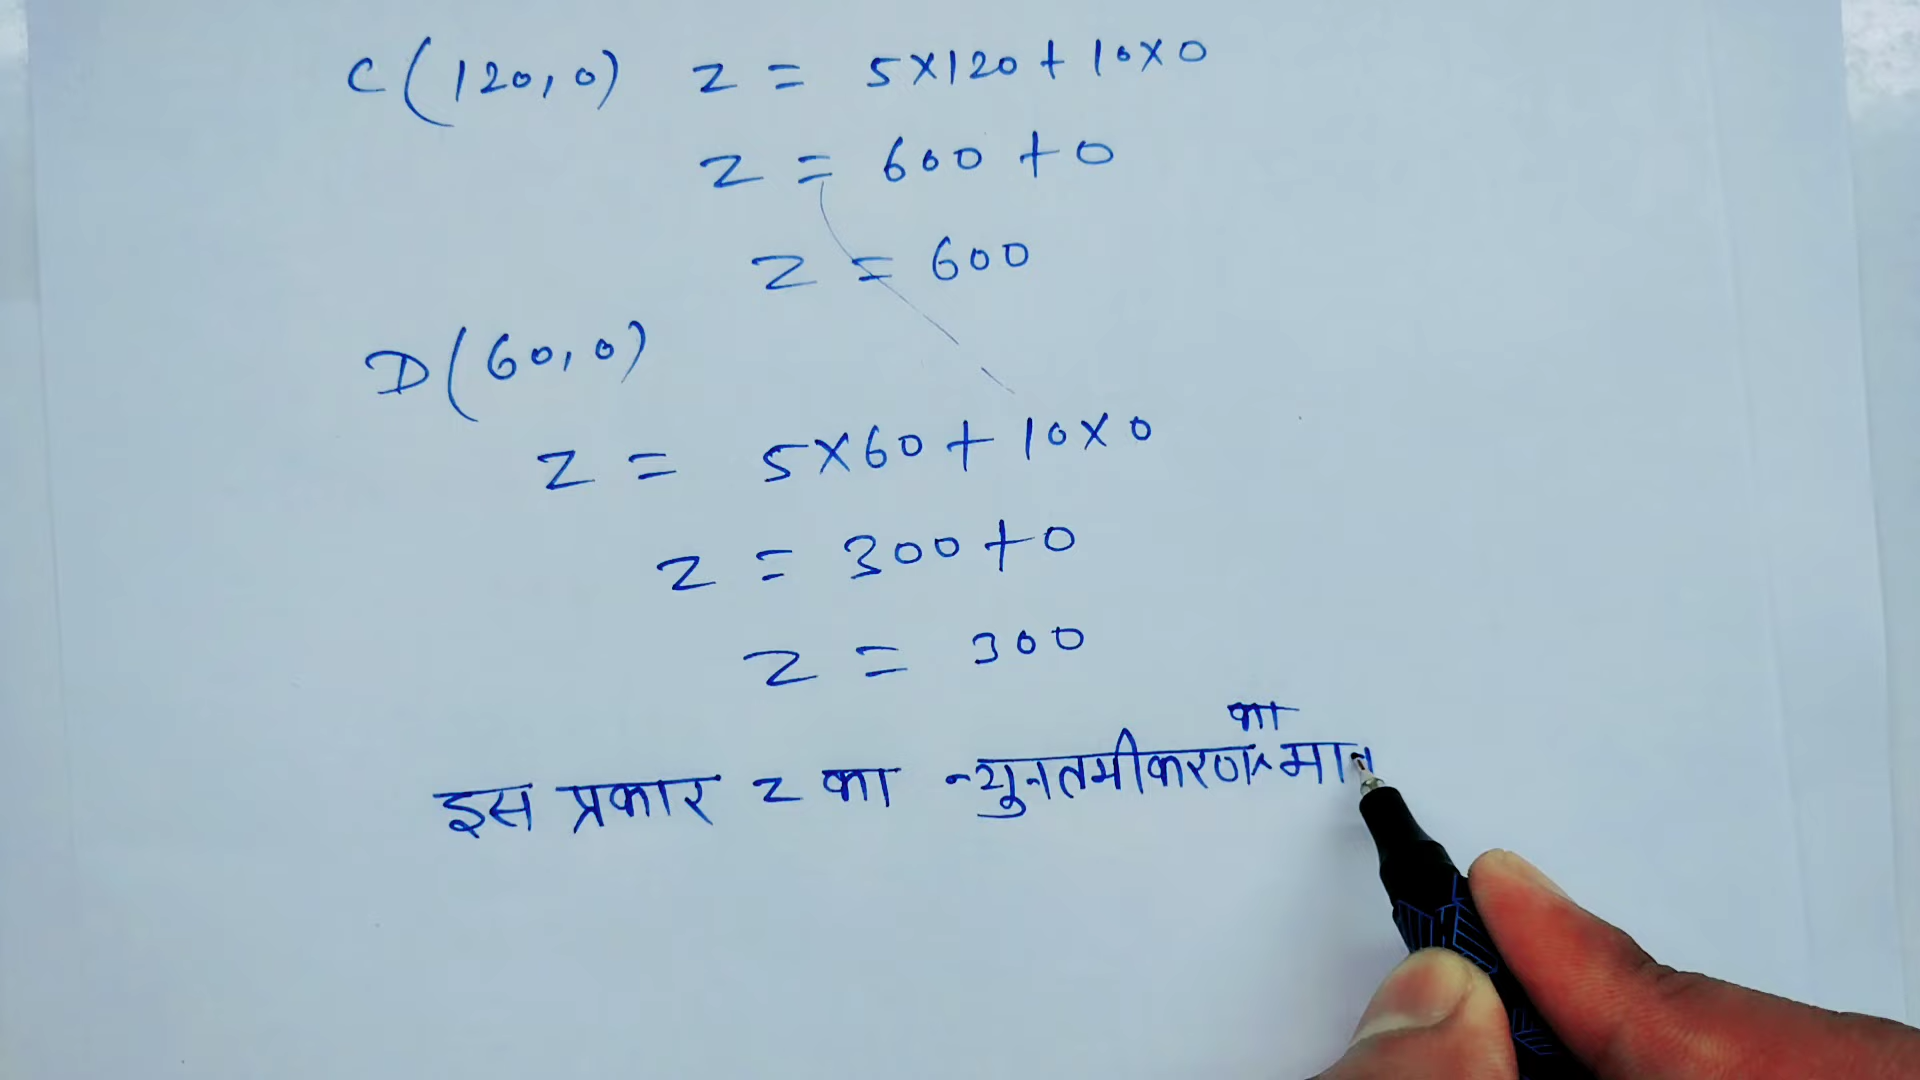 C(120,0) Z = 5×120 + 10×0
Z = 600 + 0
Z = 600
D(60,0)
Z = 5×60 + 10×0
Z = 300 + 0
Z = 300
का
इस प्रकार Z का न्युनतमीकरण^मान